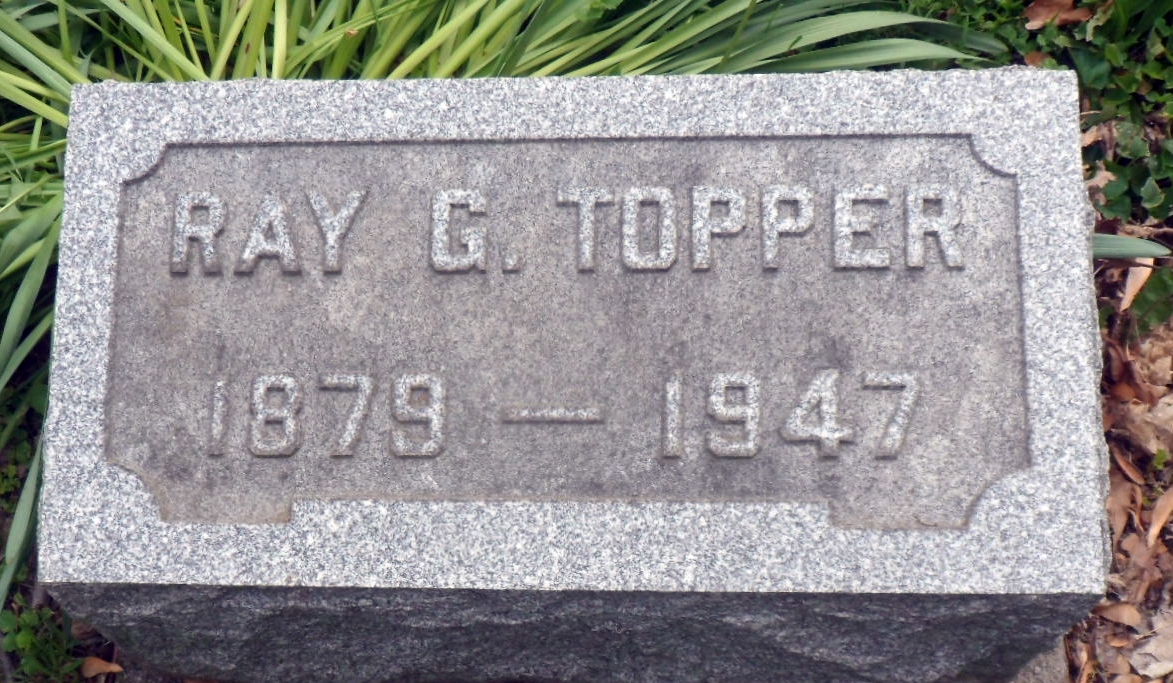 RAY G. TOPPER
1879 — 1947